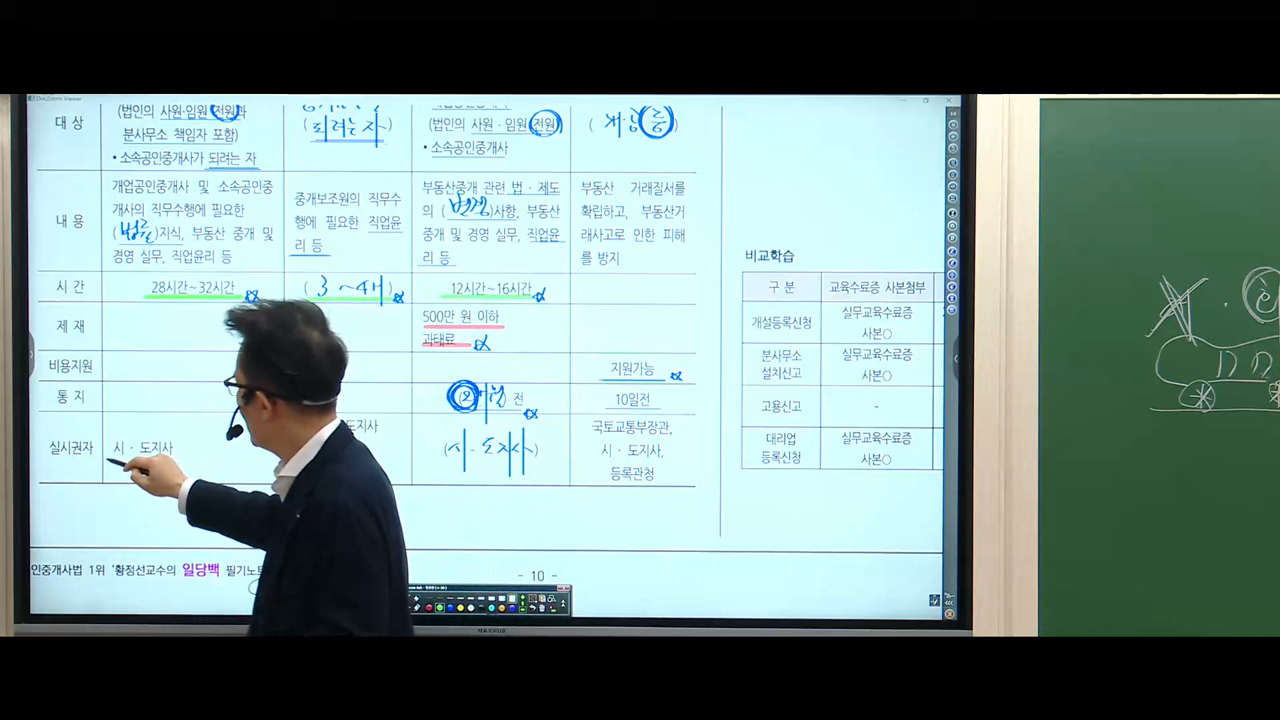 대 상
(법인의 사원·임원 전원과
분사무소 책임자 포함)
• 소속공인중개사가 되려는 자
( 되려는 자 )
(법인의 사원 · 임원 전원)
• 소속공인중개사
내 용
개업공인중개사 및 소속공인중
개사의 직무수행에 필요한
(법률)지식, 부동산 중개 및
경영 실무, 직업윤리 등
중개보조원의 직무수
행에 필요한 직업윤
리 등
부동산중개 관련 법 · 제도
의 ( 변경 )사항, 부동산
중개 및 경영 실무, 직업윤
리 등
부동산 거래질서를
확립하고, 부동산거
래사고로 인한 피해
를 방지
시 간
28시간~32시간
( 3 ~ 4시 )
12시간~16시간
제 재
500만 원 이하
과태료
비용지원
지원가능
통 지
(2)개월 전
10일전
실시권자
시 · 도지사
도지사
(시 · 도지사)
국토교통부장관,
시 · 도지사,
등록관청
비교학습
구 분
교육수료증 사본첨부
개설등록신청
실무교육수료증
사본○
분사무소
설치신고
실무교육수료증
사본○
고용신고
-
대리업
등록신청
실무교육수료증
사본○
인중개사법 1위 '황정선교수의 일당백 필기노트
- 10 -
MAXHUB